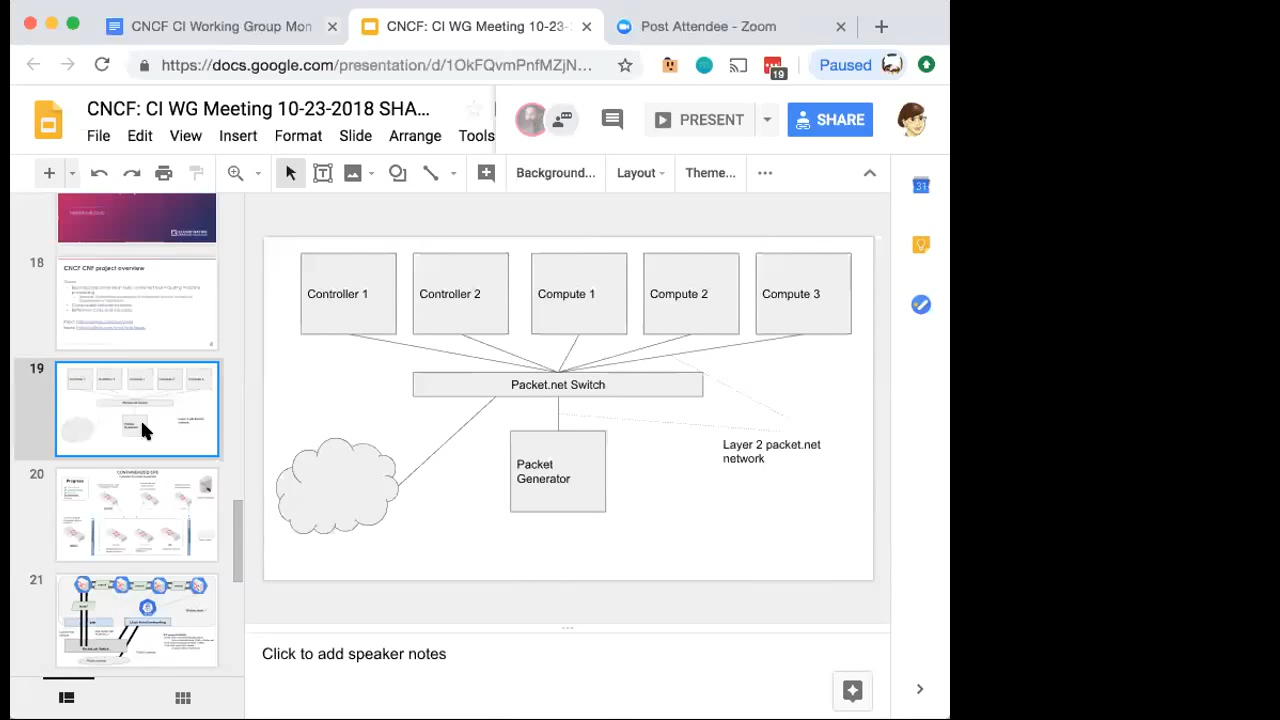 CNCF CI Working Group Mon
CNCF: CI WG Meeting 10-23-
Post Attendee - Zoom
https://docs.google.com/presentation/d/1OkFQvmPnfMZjN...
19
Paused
CNCF: CI WG Meeting 10-23-2018 SHA...
PRESENT
SHARE
File Edit View Insert Format Slide Arrange Tools
Background...
Layout
Theme...
31
18
CNCF CNF project overview
19
20
Progress
21
Controller 1
Controller 2
Compute 1
Compute 2
Compute 3
Packet.net Switch
Layer 2 packet.net
network
Packet
Generator
Click to add speaker notes